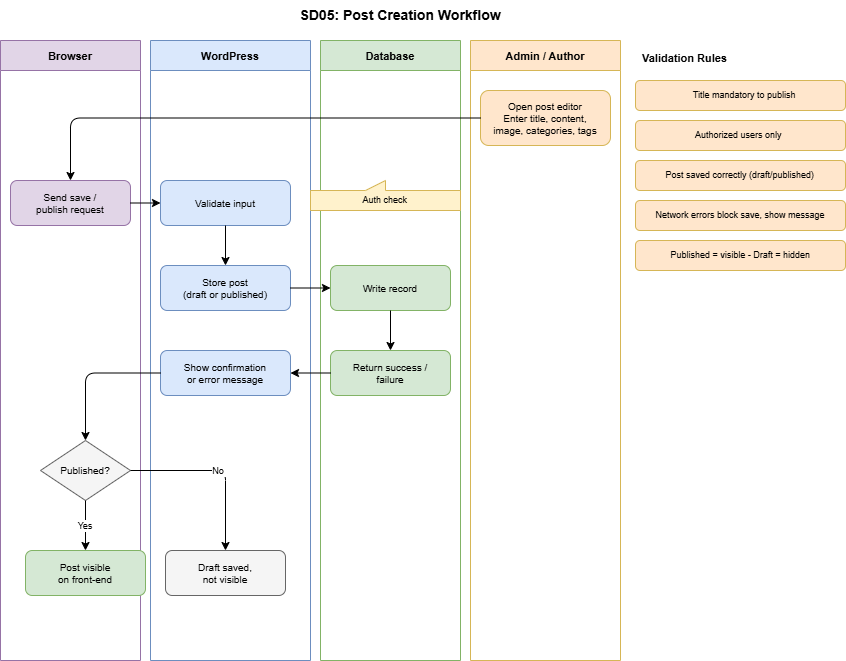 SD05: Post Creation Workflow
Browser
WordPress
Database
Admin / Author
Validation Rules
Open post editor
Enter title, content,
image, categories, tags
Title mandatory to publish
Authorized users only
Post saved correctly (draft/published)
Network errors block save, show message
Published = visible - Draft = hidden
Send save /
publish request
Validate input
Auth check
Store post
(draft or published)
Write record
Show confirmation
or error message
Return success /
failure
Published?
No
Yes
Post visible
on front-end
Draft saved,
not visible